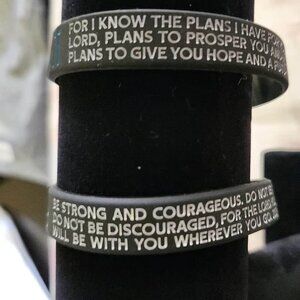 FOR I KNOW THE PLANS I HAVE FOR
LORD, PLANS TO PROSPER YOU
PLANS TO GIVE YOU HOPE AND A
BE STRONG AND COURAGEOUS. DO NOT BE
DO NOT BE DISCOURAGED, FOR THE LORD
WILL BE WITH YOU WHEREVER YOU GO.